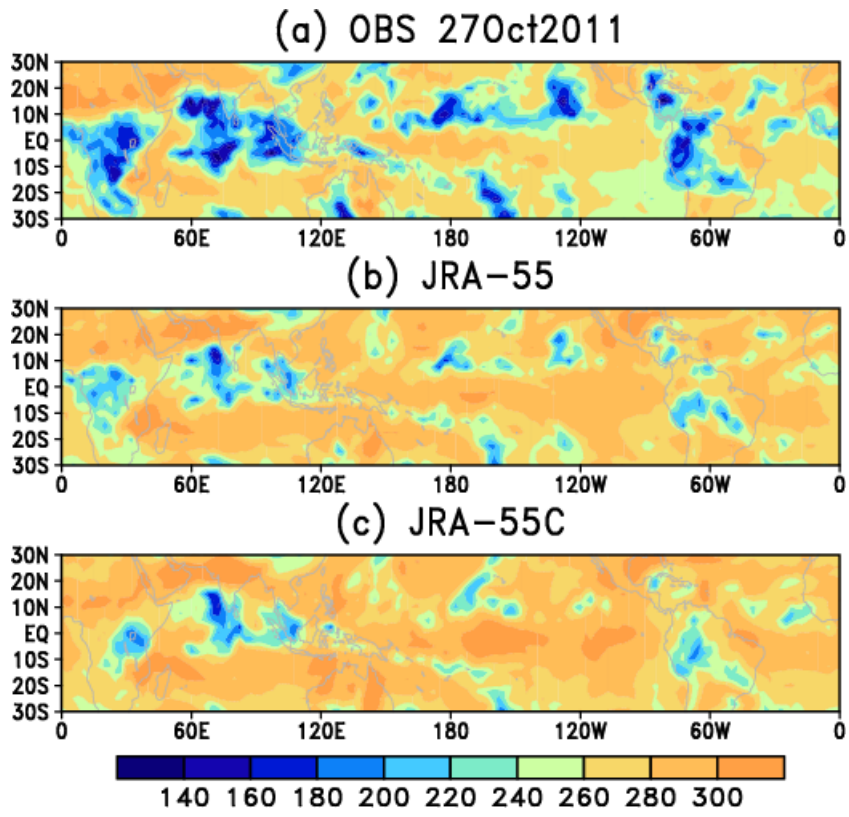 (a) OBS 27Oct2011
30N
20N
10N
EQ
10S
20S
30S
0 60E 120E 180 120W 60W 0
(b) JRA-55
30N
20N
10N
EQ
10S
20S
30S
0 60E 120E 180 120W 60W 0
(c) JRA-55C
30N
20N
10N
EQ
10S
20S
30S
0 60E 120E 180 120W 60W 0
140 160 180 200 220 240 260 280 300